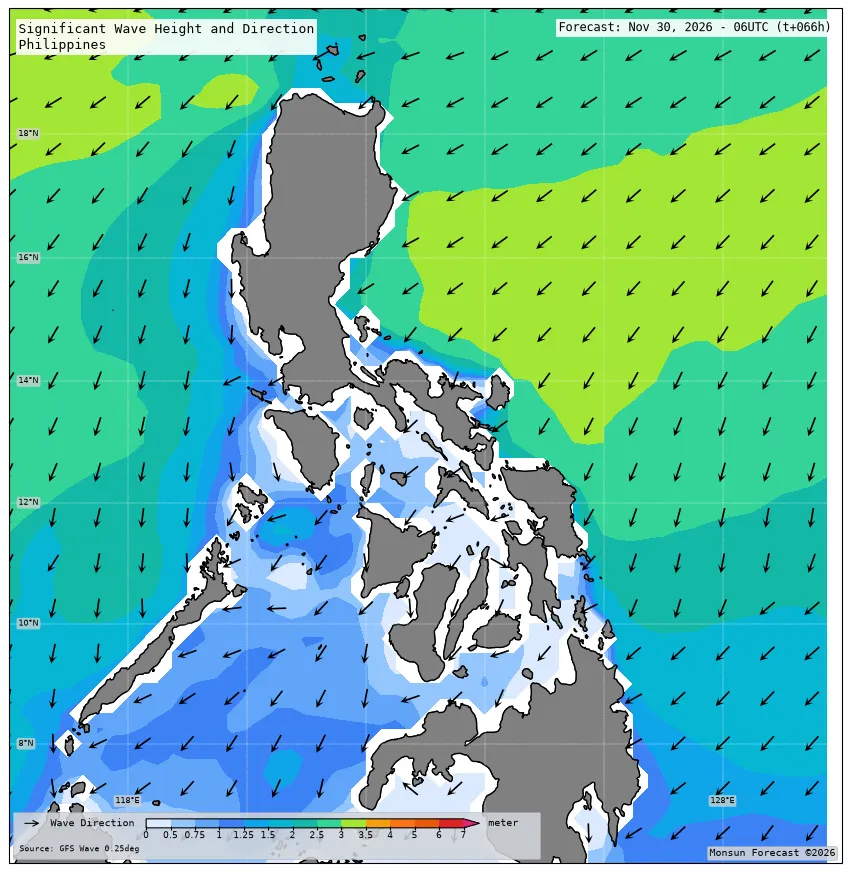 Significant Wave Height and Direction
Philippines
Forecast: Nov 30, 2026 - 06UTC (t+066h)
18°N
16°N
14°N
12°N
10°N
8°N
118°E
128°E
Wave Direction
0 0.5 0.75 1 1.25 1.5 2 2.5 3 3.5 4 5 6 7 meter
Source: GFS Wave 0.25deg
Monsun Forecast ©2026